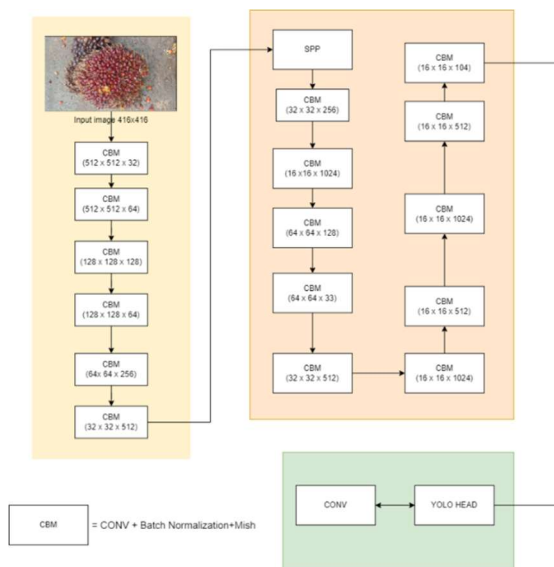 Input image 416x416
CBM
(512 x 512 x 32)
CBM
(512 x 512 x 64)
CBM
(128 x 128 x 128)
CBM
(128 x 128 x 64)
CBM
(64x 64 x 256)
CBM
(32 x 32 x 512)
SPP
CBM
(32 x 32 x 256)
CBM
(16 x16 x 1024)
CBM
(64 x 64 x 128)
CBM
(64 x 64 x 33)
CBM
(32 x 32 x 512)
CBM
(16 x 16 x 1024)
CBM
(16 x 16 x 512)
CBM
(16 x 16 x 1024)
CBM
(16 x 16 x 512)
CBM
(16 x 16 x 104)
CONV
YOLO HEAD
CBM
= CONV + Batch Normalization+Mish